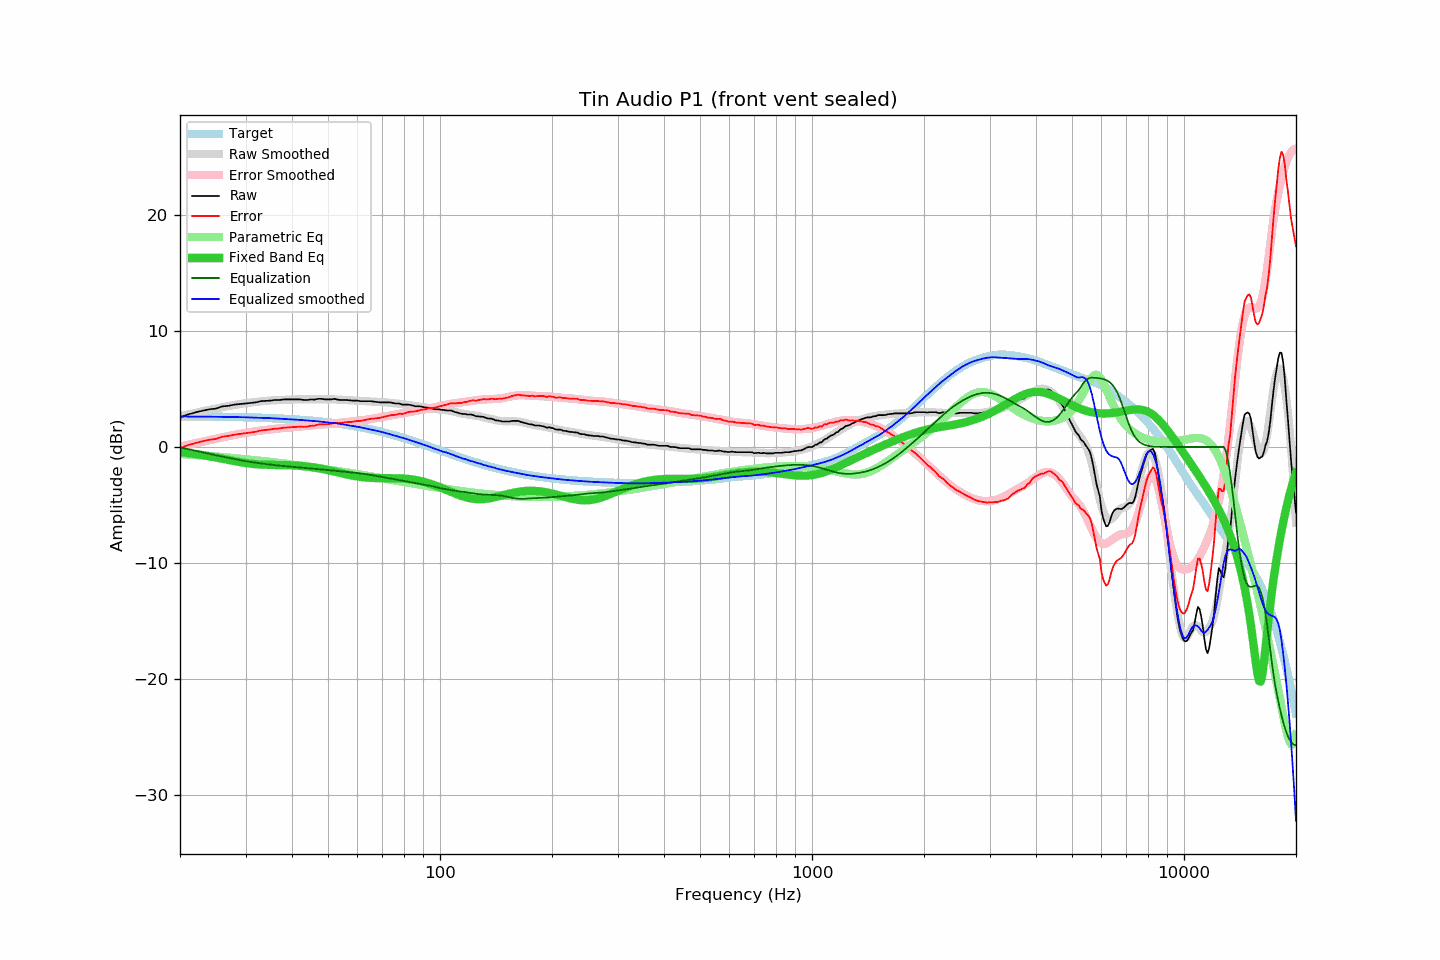 Tin Audio P1 (front vent sealed)
Target
Raw Smoothed
Error Smoothed
Raw
Error
Parametric Eq
Fixed Band Eq
Equalization
Equalized smoothed
20
10
0
−10
−20
−30
Amplitude (dBr)
100
1000
10000
Frequency (Hz)